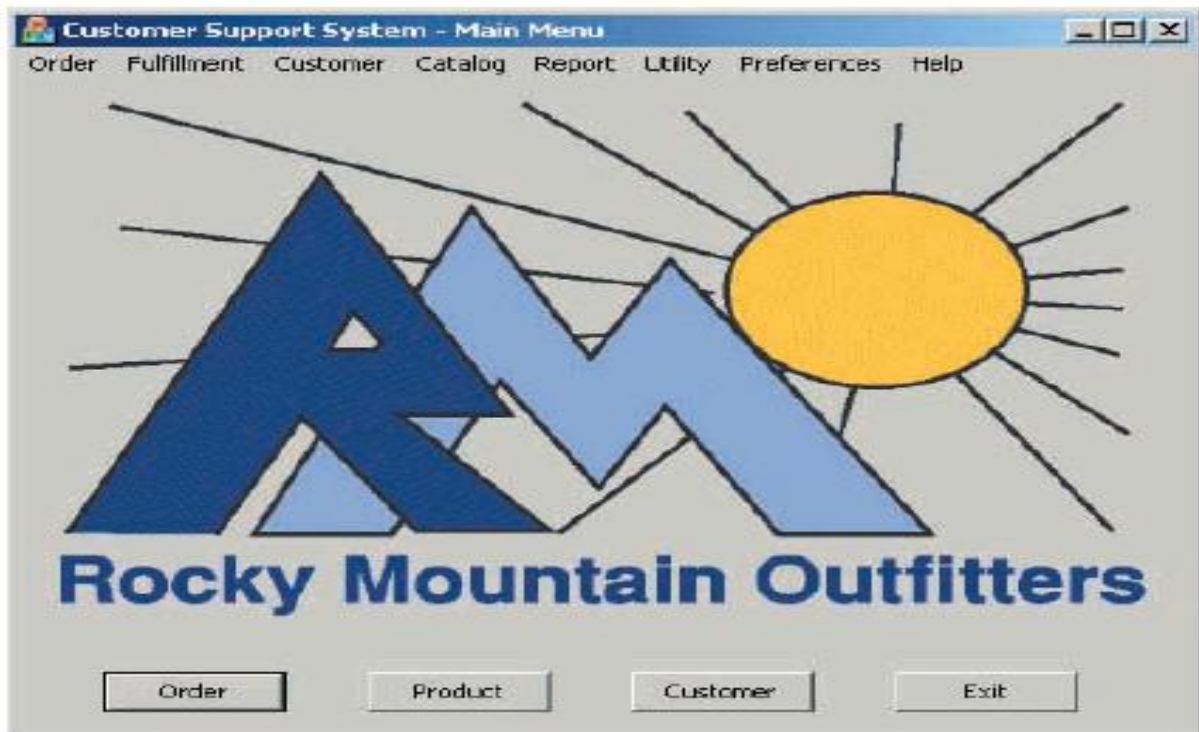 Customer Support System - Main Menu
Order Fulfillment Customer Catalog Report Utility Preferences Help
Rocky Mountain Outfitters
Order Product Customer Exit